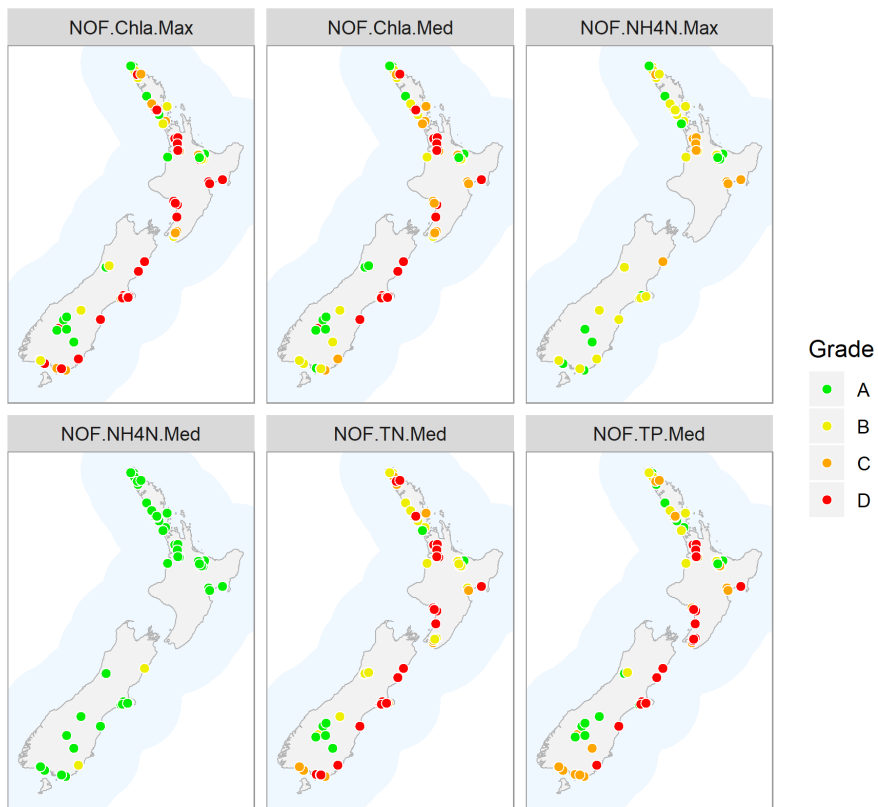 NOF.Chla.Max
NOF.Chla.Med
NOF.NH4N.Max
NOF.NH4N.Med
NOF.TN.Med
NOF.TP.Med
Grade
A
B
C
D